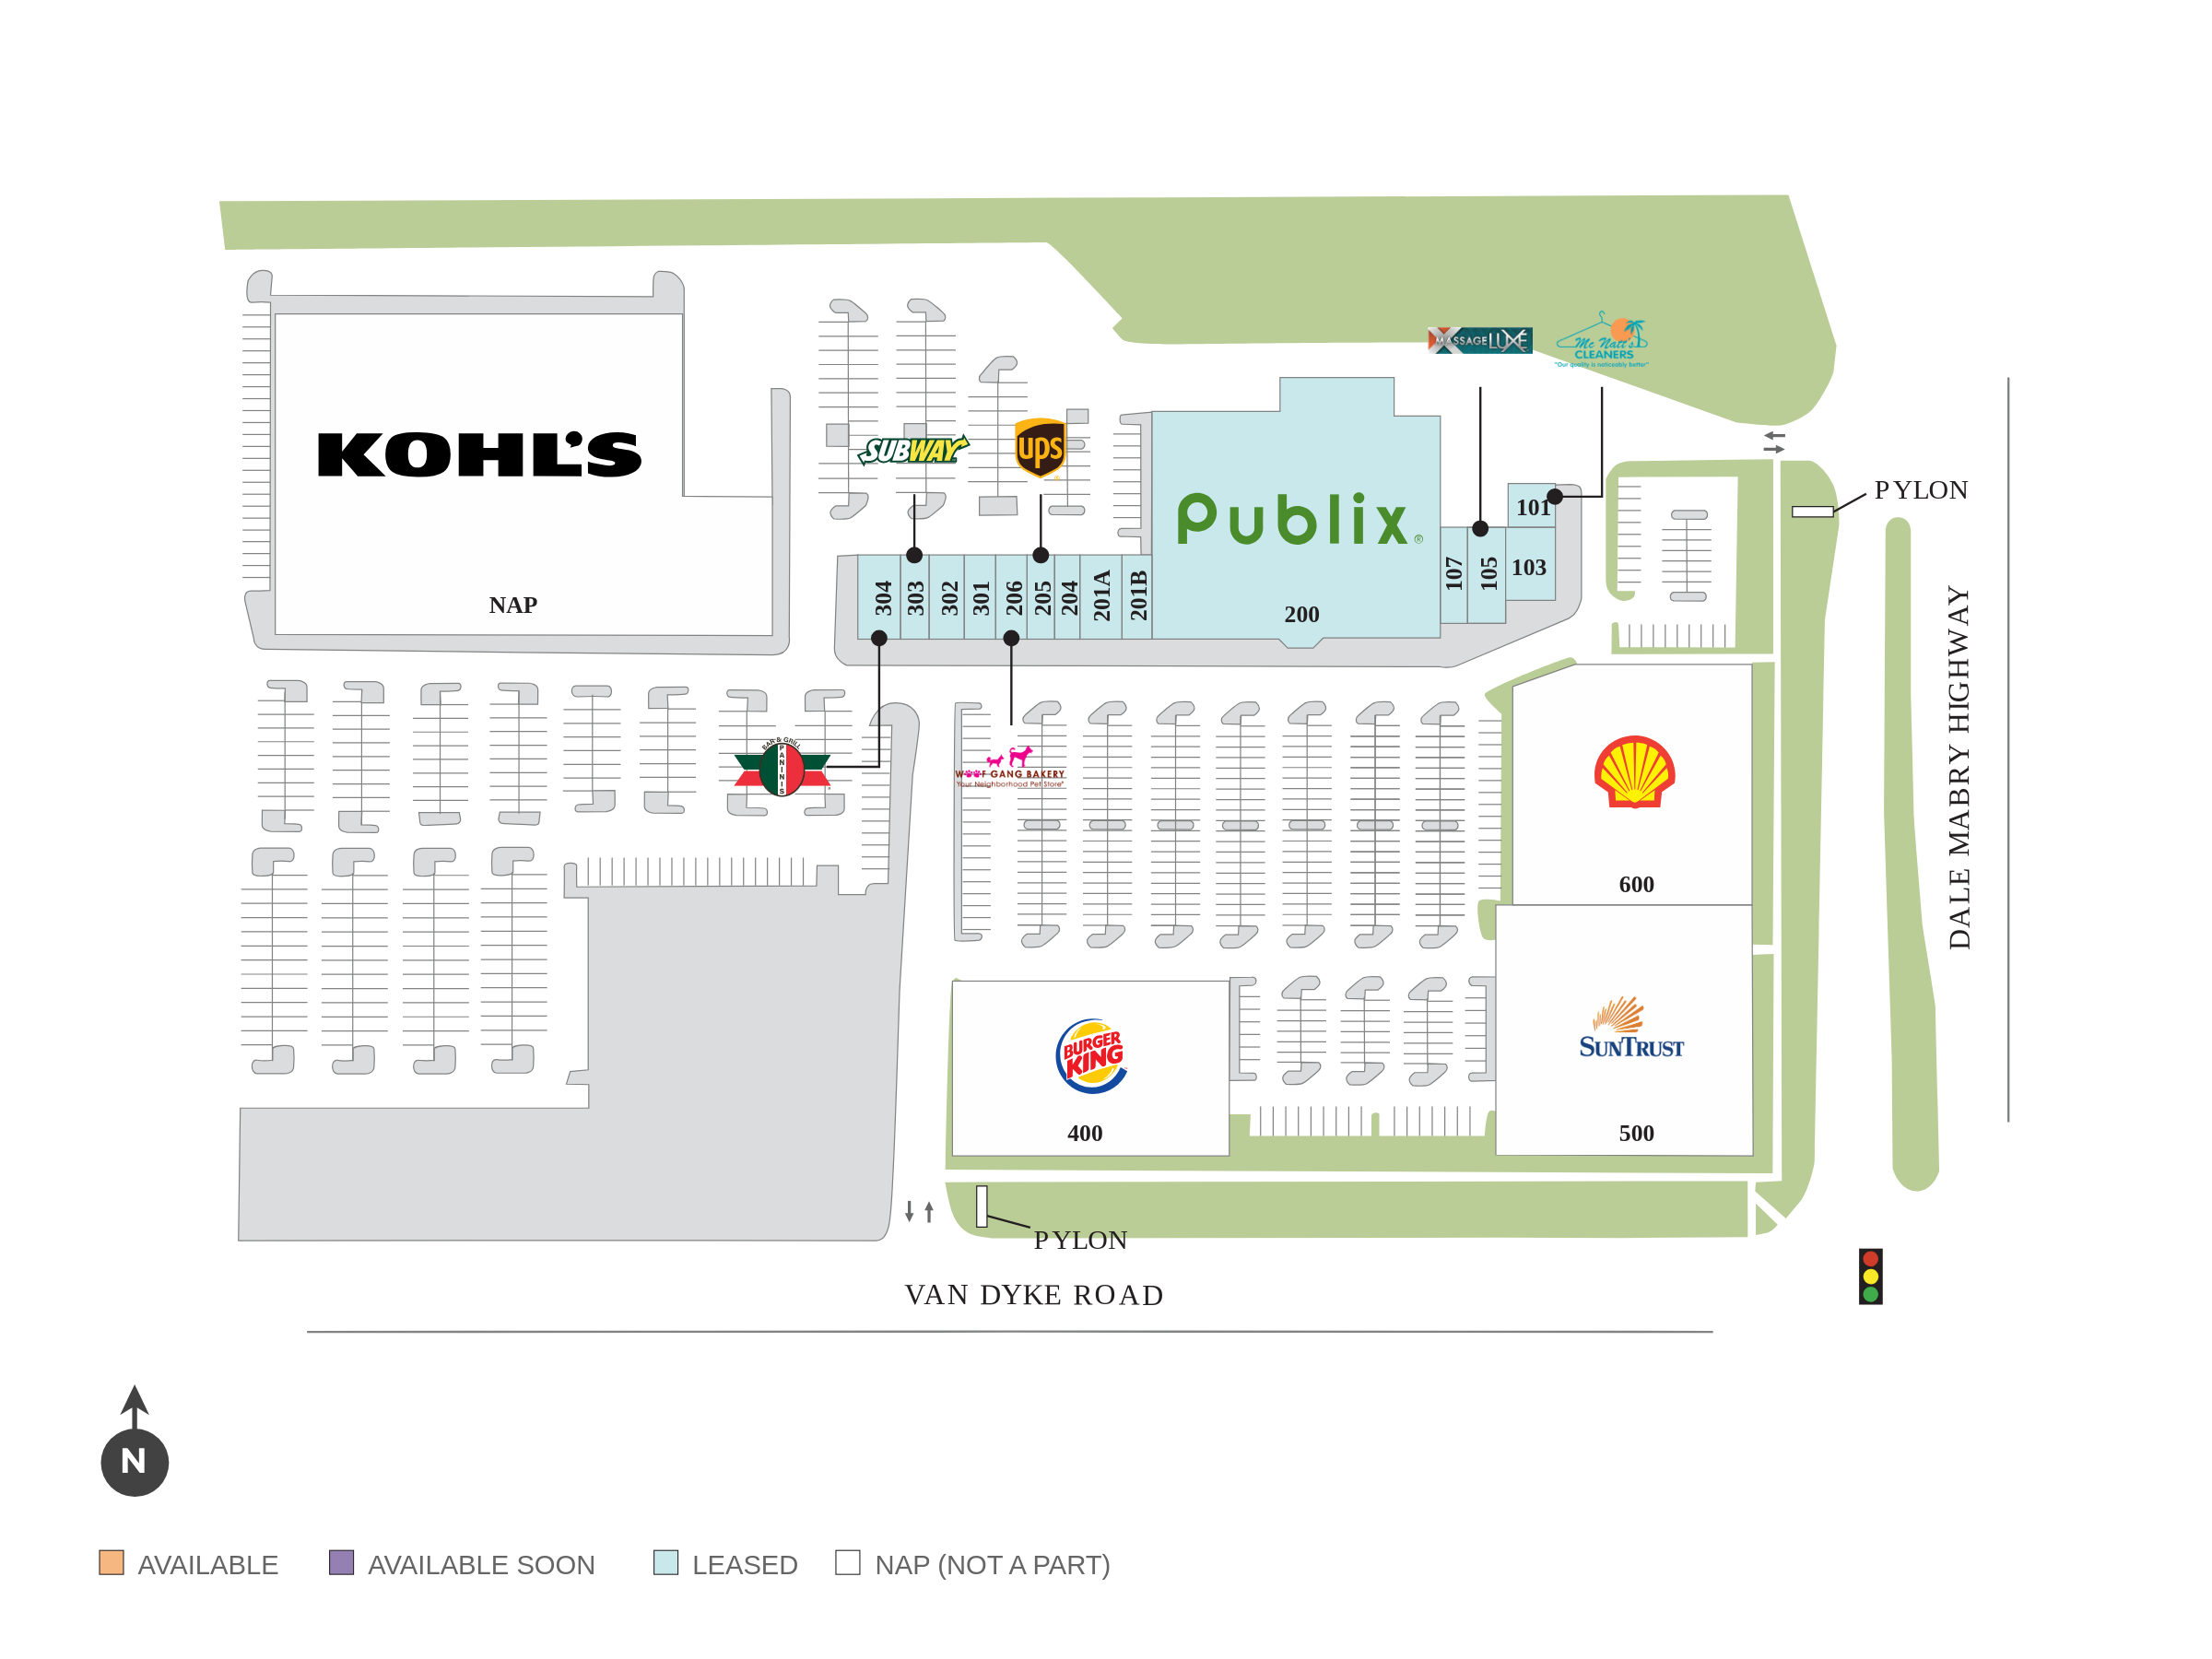 MASSAGE LUXE
Mc Natt's
CLEANERS
"Our quality is noticeably better"
KOHL'S
NAP
SUBWAY
ups
Publix®
200
PYLON
101
103
107
105
304
303
302
301
206
205
204
201A
201B
BAR & GRILL
PANINIS
WOOF GANG BAKERY
Your Neighborhood Pet Store®
600
DALE MABRY HIGHWAY
BURGER
KING
400
SUNTRUST
500
PYLON
VAN DYKE ROAD
N
AVAILABLE
AVAILABLE SOON
LEASED
NAP (NOT A PART)